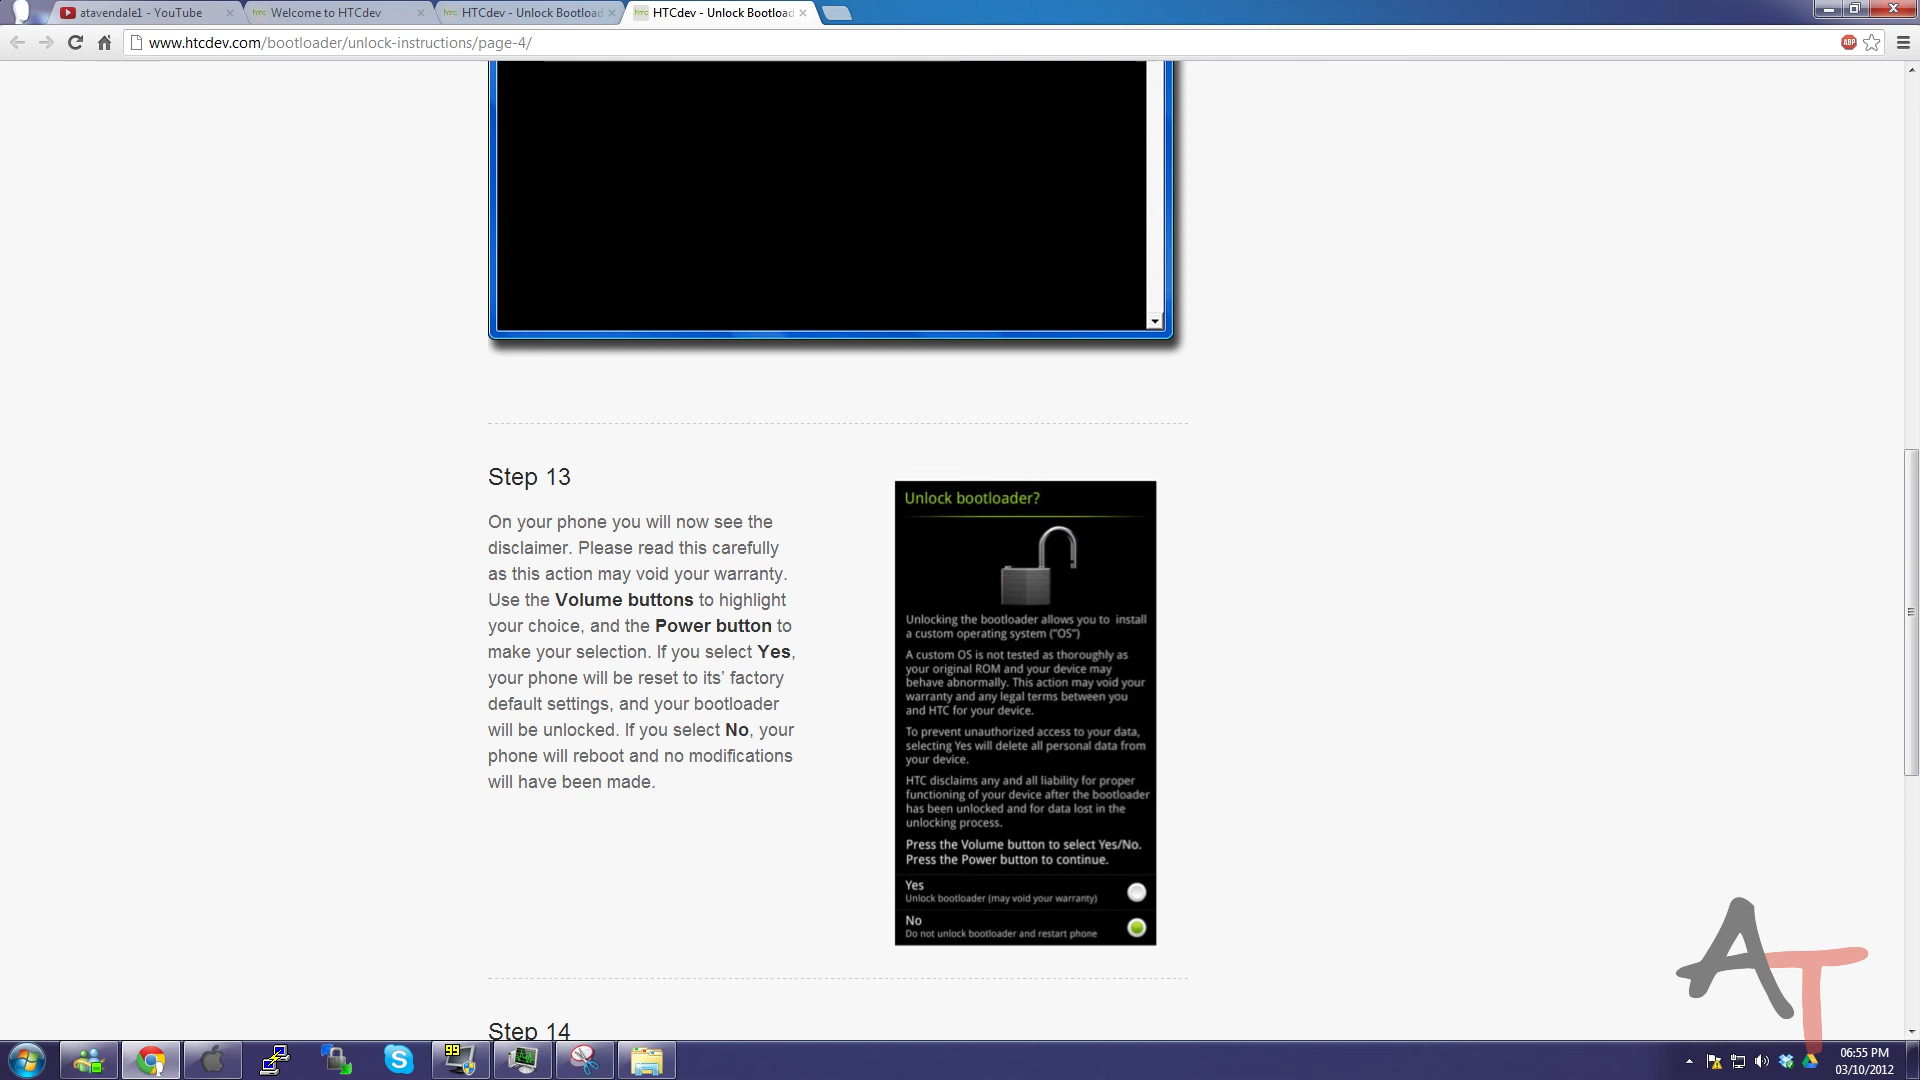 atavendale1 - YouTube
Welcome to HTCdev
HTCdev - Unlock Bootload
HTCdev - Unlock Bootload
www.htcdev.com/bootloader/unlock-instructions/page-4/
ABP
Step 13
On your phone you will now see the
disclaimer. Please read this carefully
as this action may void your warranty.
Use the Volume buttons to highlight
your choice, and the Power button to
make your selection. If you select Yes,
your phone will be reset to its’ factory
default settings, and your bootloader
will be unlocked. If you select No, your
phone will reboot and no modifications
will have been made.
Unlock bootloader?
Unlocking the bootloader allows you to install
a custom operating system ("OS")
A custom OS is not tested as thoroughly as
your original ROM and your device may
behave abnormally. This action may void your
warranty and any legal terms between you
and HTC for your device.
To prevent unauthorized access to your data,
selecting Yes will delete all personal data from
your device.
HTC disclaims any and all liability for proper
functioning of your device after the bootloader
has been unlocked and for data lost in the
unlocking process.
Press the Volume button to select Yes/No.
Press the Power button to continue.
Yes
Unlock bootloader (may void your warranty)
No
Do not unlock bootloader and restart phone
Step 14
AT
99
06:55 PM
03/10/2012